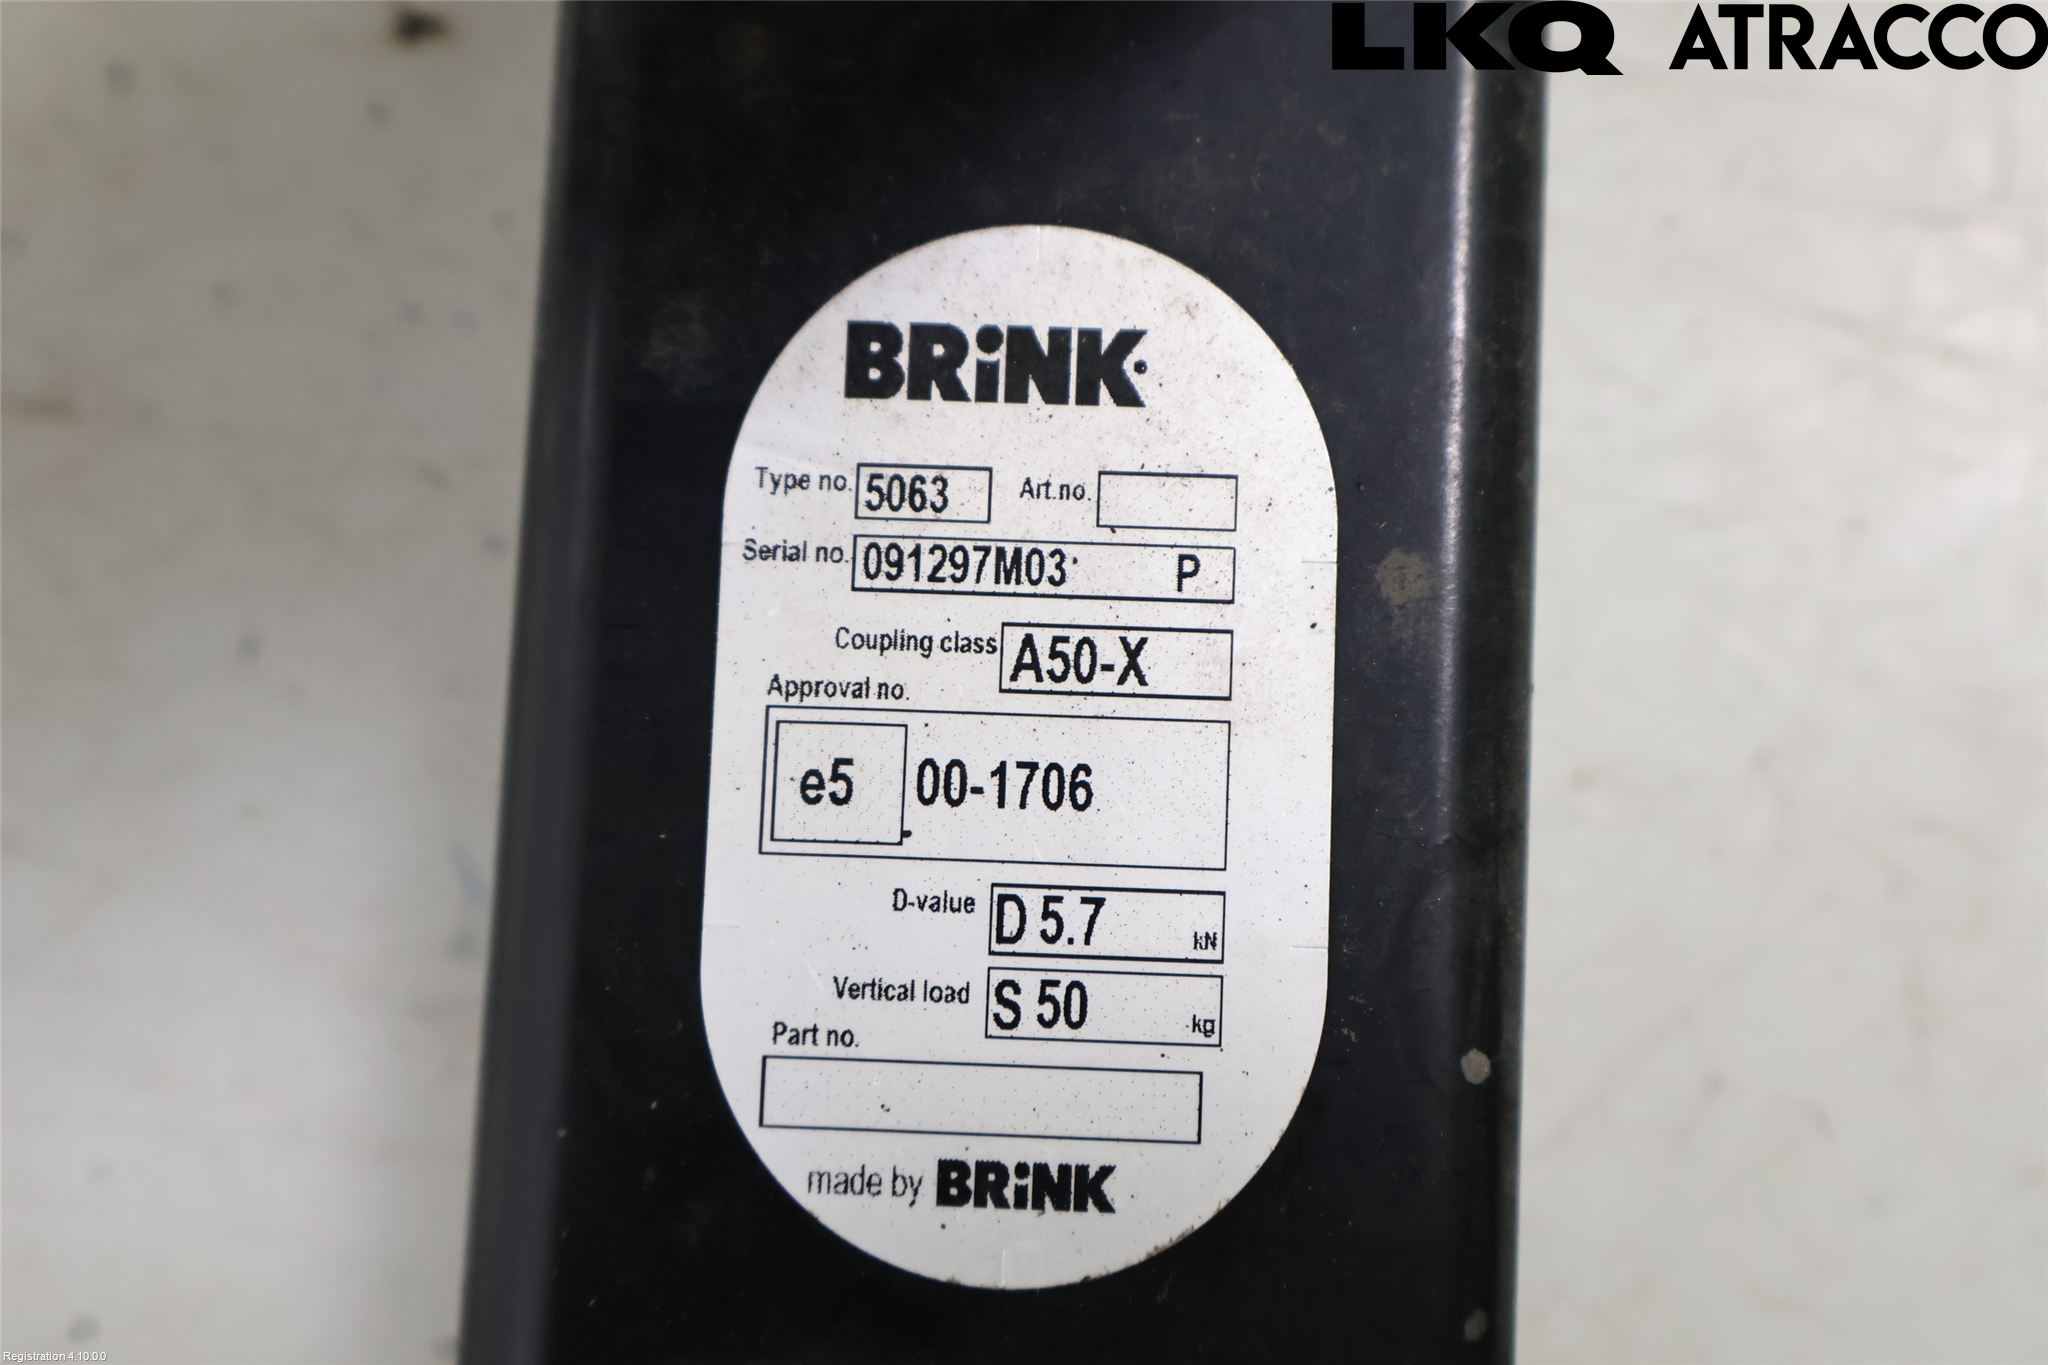 LKQ ATRACCO
BRiNK
Type no. 5063 Art.no.
Serial no. 091297M03 P
Coupling class A50-X
Approval no.
e5 00-1706
D-value D 5.7 kN
Vertical load S 50 kg
Part no.
made by BRiNK
Registration 4.10.0.0